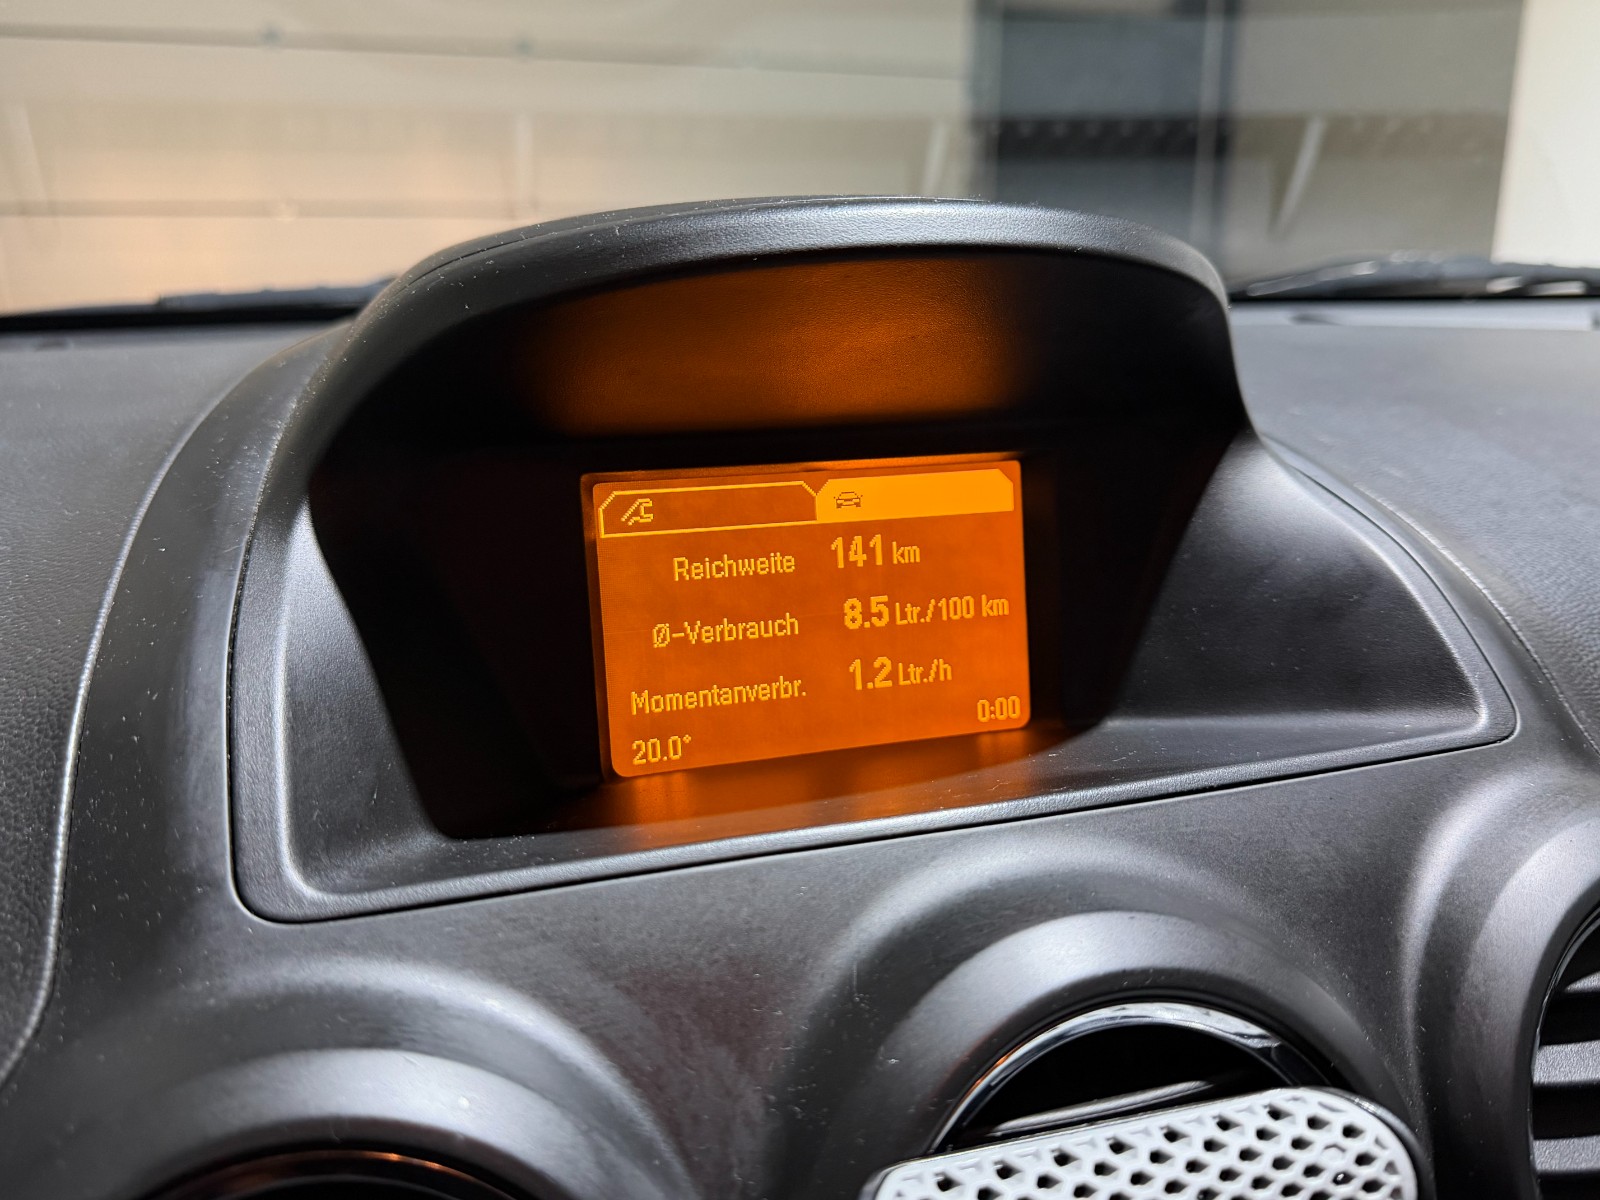 Reichweite 141 km
Ø-Verbrauch 8.5 Ltr./100 km
Momentanverbr. 1.2 Ltr./h
20.0° 0:00